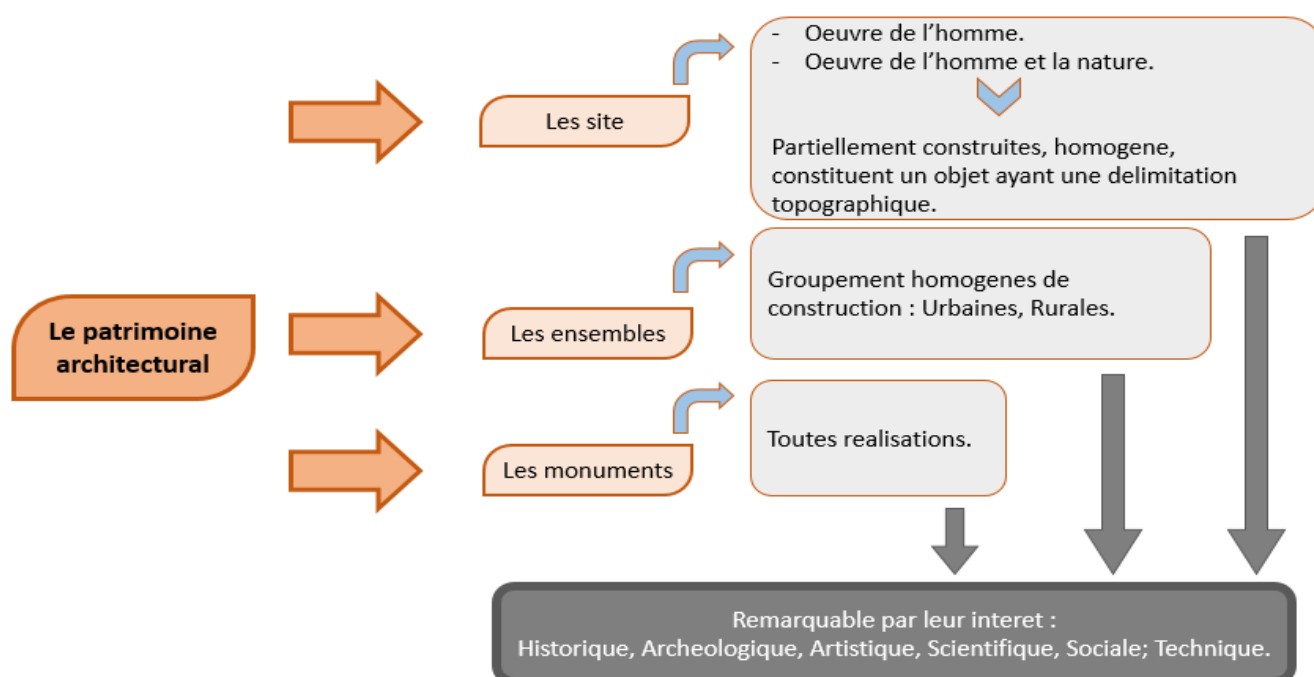 Le patrimoine
architectural
Les site
- Oeuvre de l’homme.
- Oeuvre de l’homme et la nature.
Partiellement construites, homogene,
constituent un objet ayant une delimitation
topographique.
Les ensembles
Groupement homogenes de
construction : Urbaines, Rurales.
Les monuments
Toutes realisations.
Remarquable par leur interet :
Historique, Archeologique, Artistique, Scientifique, Sociale; Technique.